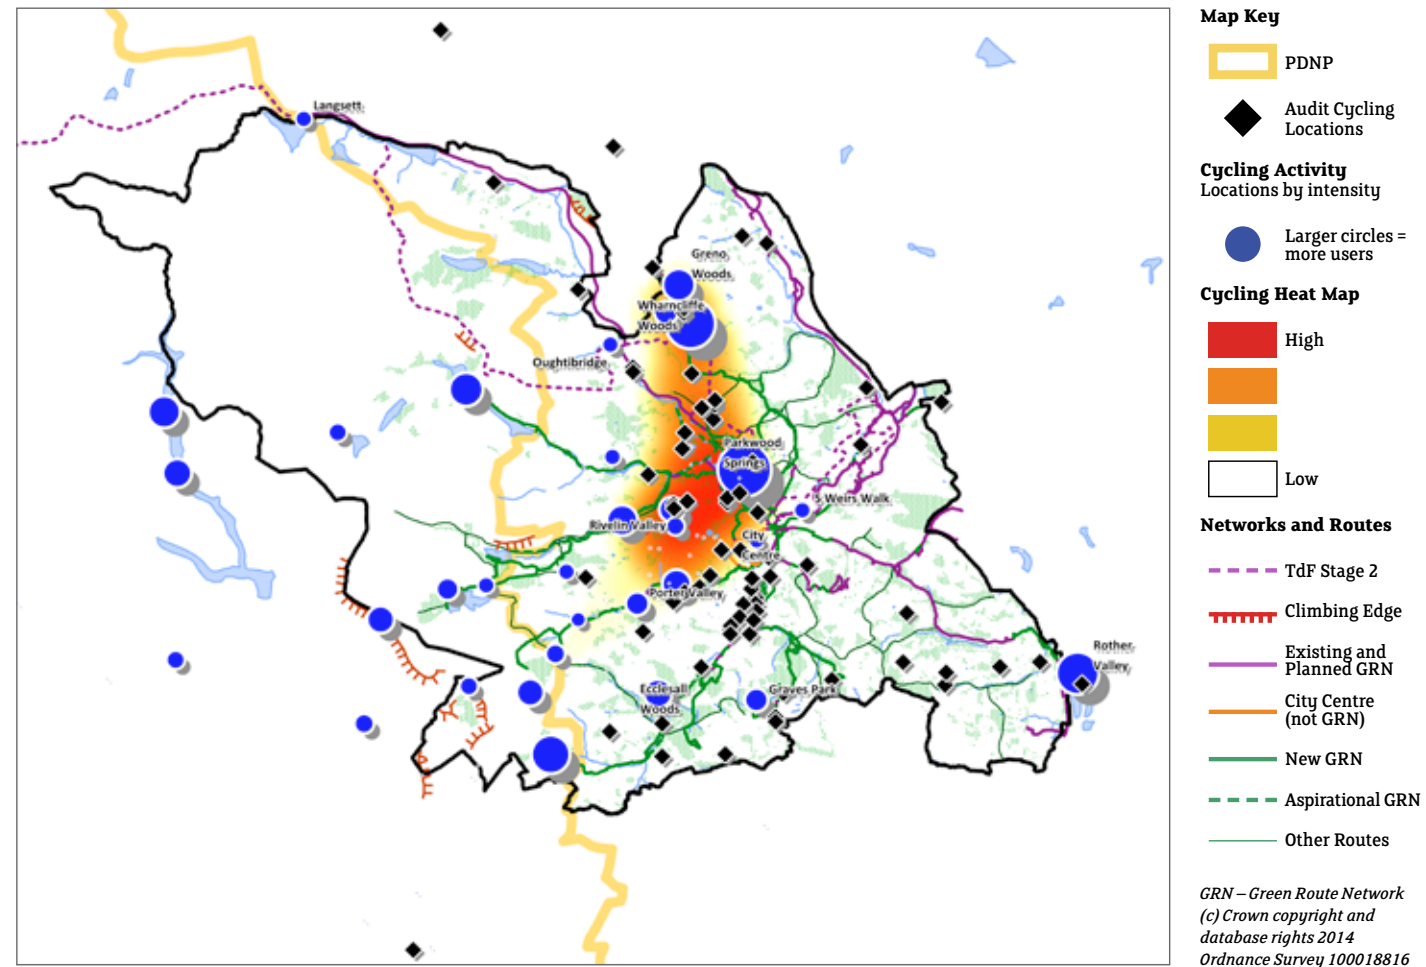 Langsett
Greno
Woods
Wharncliffe
Woods
Oughtibridge
Parkwood
Springs
5 Weirs Walk
Rivelin Valley
City
Centre
Porter Valley
Rother
Valley
Ecclesall
Woods
Graves Park
Map Key
PDNP
Audit Cycling
Locations
Cycling Activity
Locations by intensity
Larger circles =
more users
Cycling Heat Map
High
Low
Networks and Routes
TdF Stage 2
Climbing Edge
Existing and
Planned GRN
City Centre
(not GRN)
New GRN
Aspirational GRN
Other Routes
GRN – Green Route Network
(c) Crown copyright and
database rights 2014
Ordnance Survey 100018816